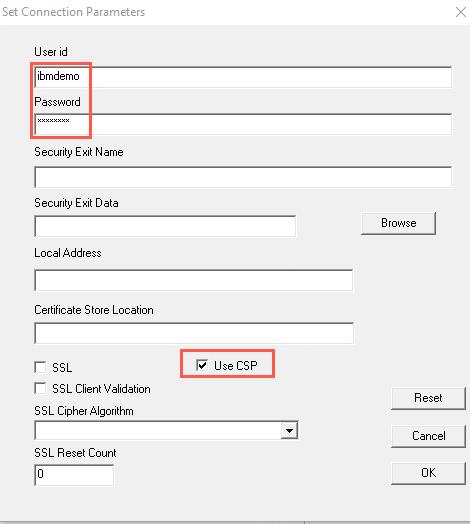 Set Connection Parameters
User id
ibmdemo
Password
xxxxxxxx
Security Exit Name
Security Exit Data
Browse
Local Address
Certificate Store Location
SSL
Use CSP
SSL Client Validation
Reset
SSL Cipher Algorithm
Cancel
SSL Reset Count
0
OK